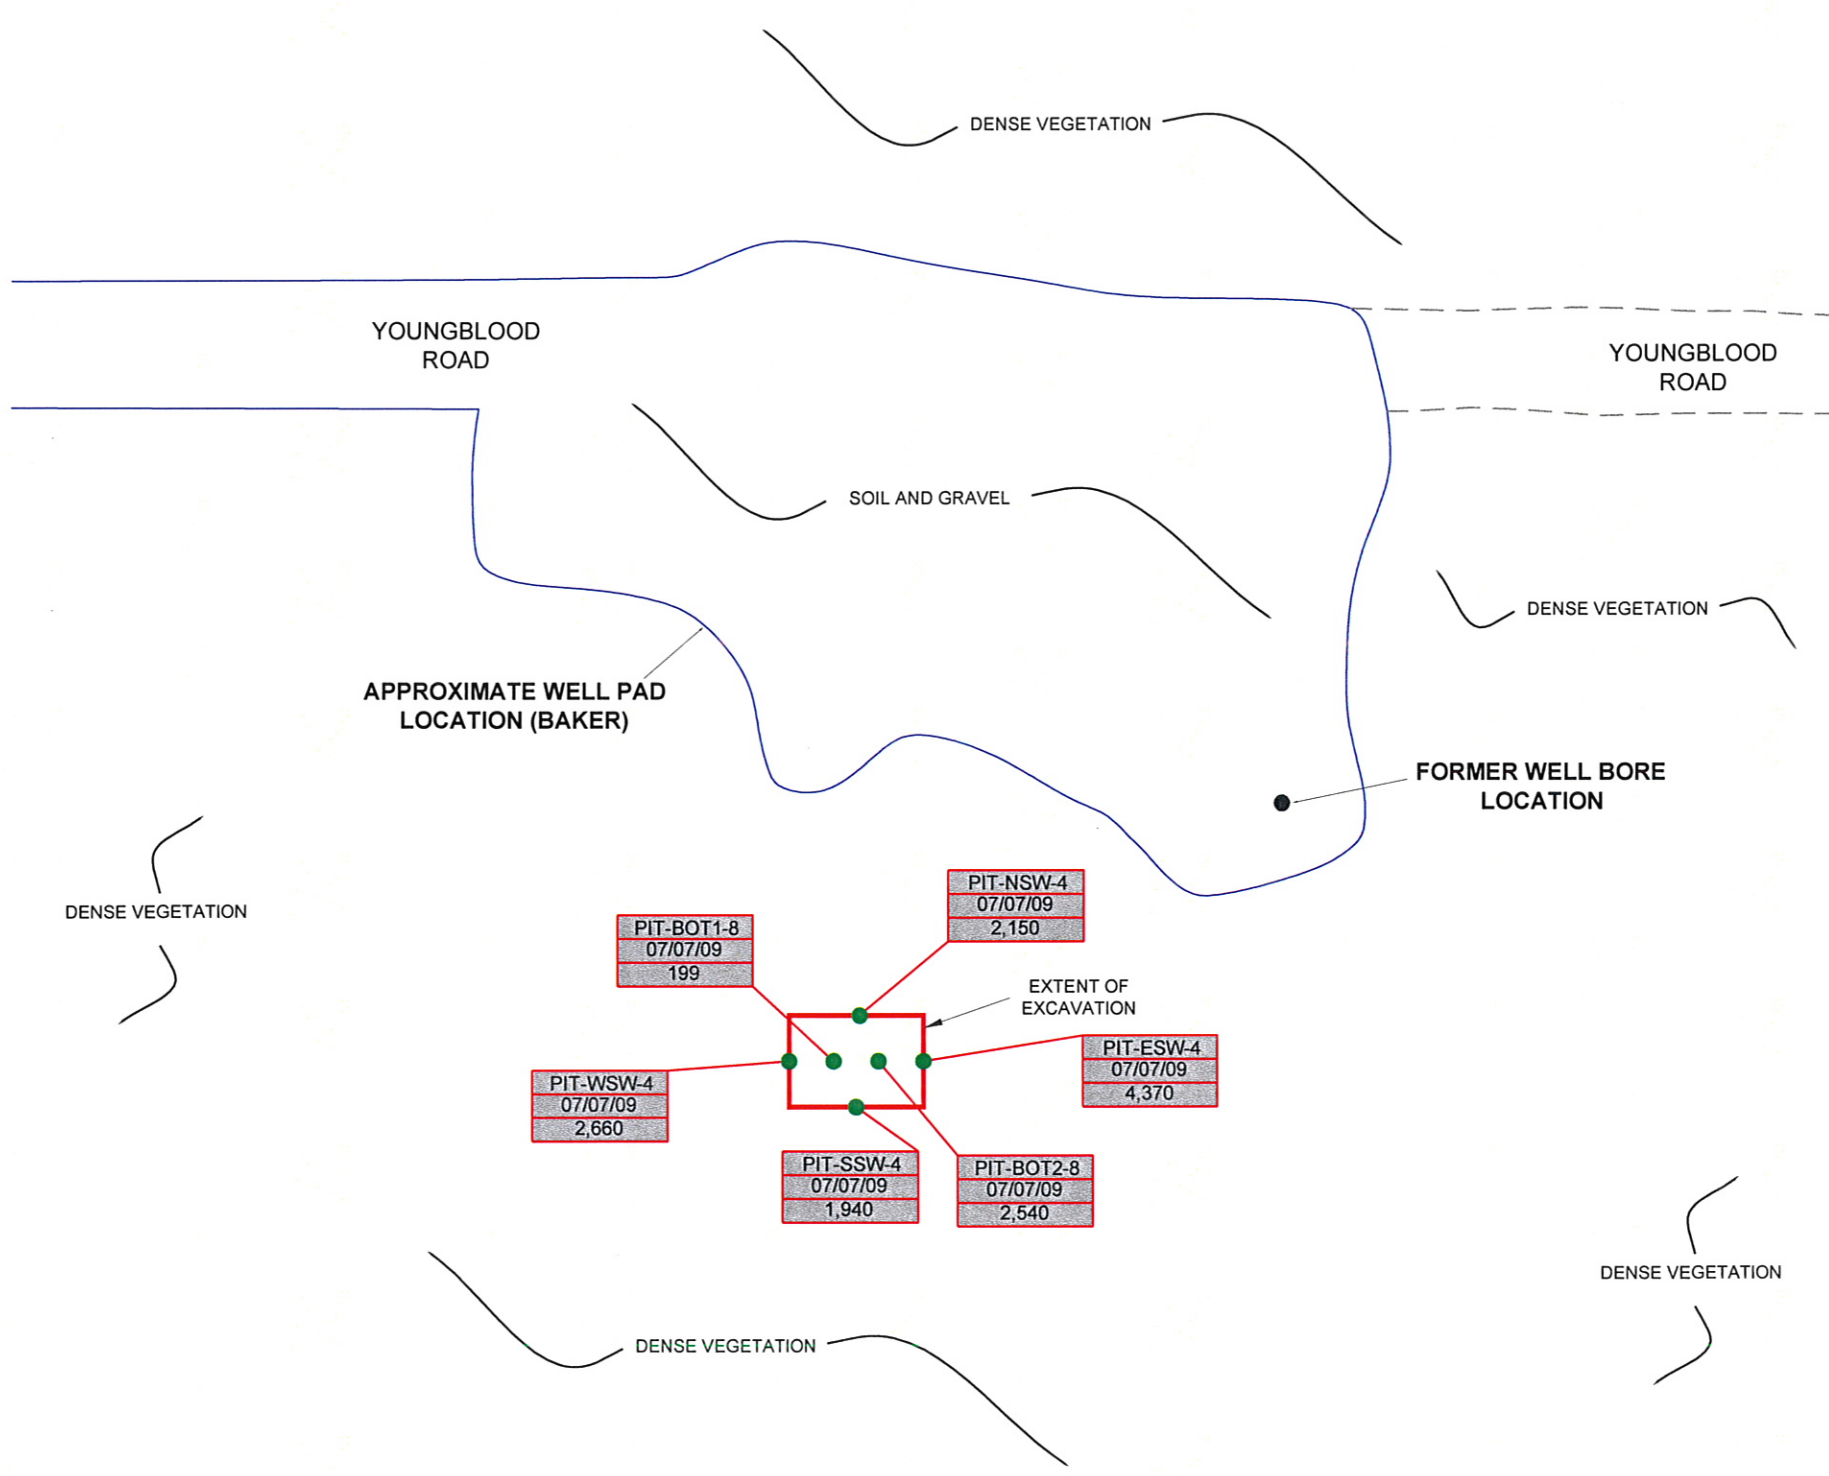 DENSE VEGETATION
YOUNGBLOOD
ROAD
YOUNGBLOOD
ROAD
SOIL AND GRAVEL
DENSE VEGETATION
APPROXIMATE WELL PAD
LOCATION (BAKER)
FORMER WELL BORE
LOCATION
DENSE VEGETATION
PIT-NSW-4
07/07/09
2,150
PIT-BOT1-8
07/07/09
199
EXTENT OF
EXCAVATION
PIT-ESW-4
07/07/09
4,370
PIT-WSW-4
07/07/09
2,660
PIT-SSW-4
07/07/09
1,940
PIT-BOT2-8
07/07/09
2,540
DENSE VEGETATION
DENSE VEGETATION